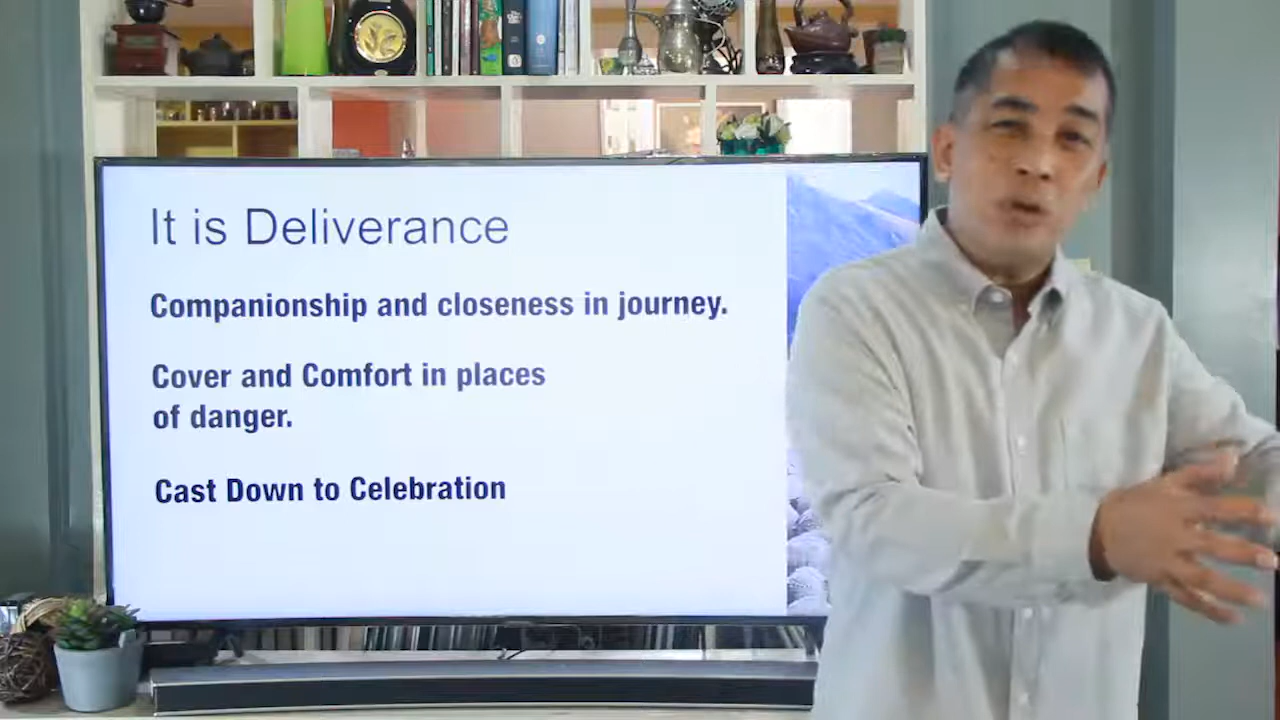 It is Deliverance
Companionship and closeness in journey.
Cover and Comfort in places
of danger.
Cast Down to Celebration